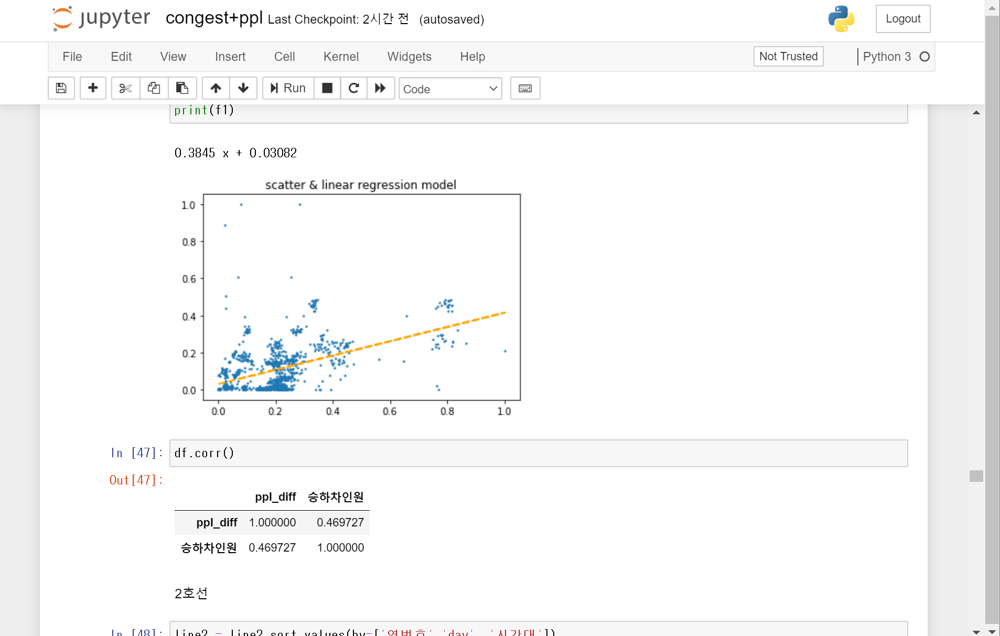 jupyter congest+ppl Last Checkpoint: 2시간 전 (autosaved) Logout
File Edit View Insert Cell Kernel Widgets Help Not Trusted Python 3
Run Code
print(f1)
0.3845 x + 0.03082
scatter & linear regression model
1.0
0.8
0.6
0.4
0.2
0.0
0.0 0.2 0.4 0.6 0.8 1.0
In [47]: df.corr()
Out[47]:
ppl_diff 승하차인원
ppl_diff 1.000000 0.469727
승하차인원 0.469727 1.000000
2호선
In [48]: line2 = line2.sort_values(by=['역번호', 'day', '시간대'])